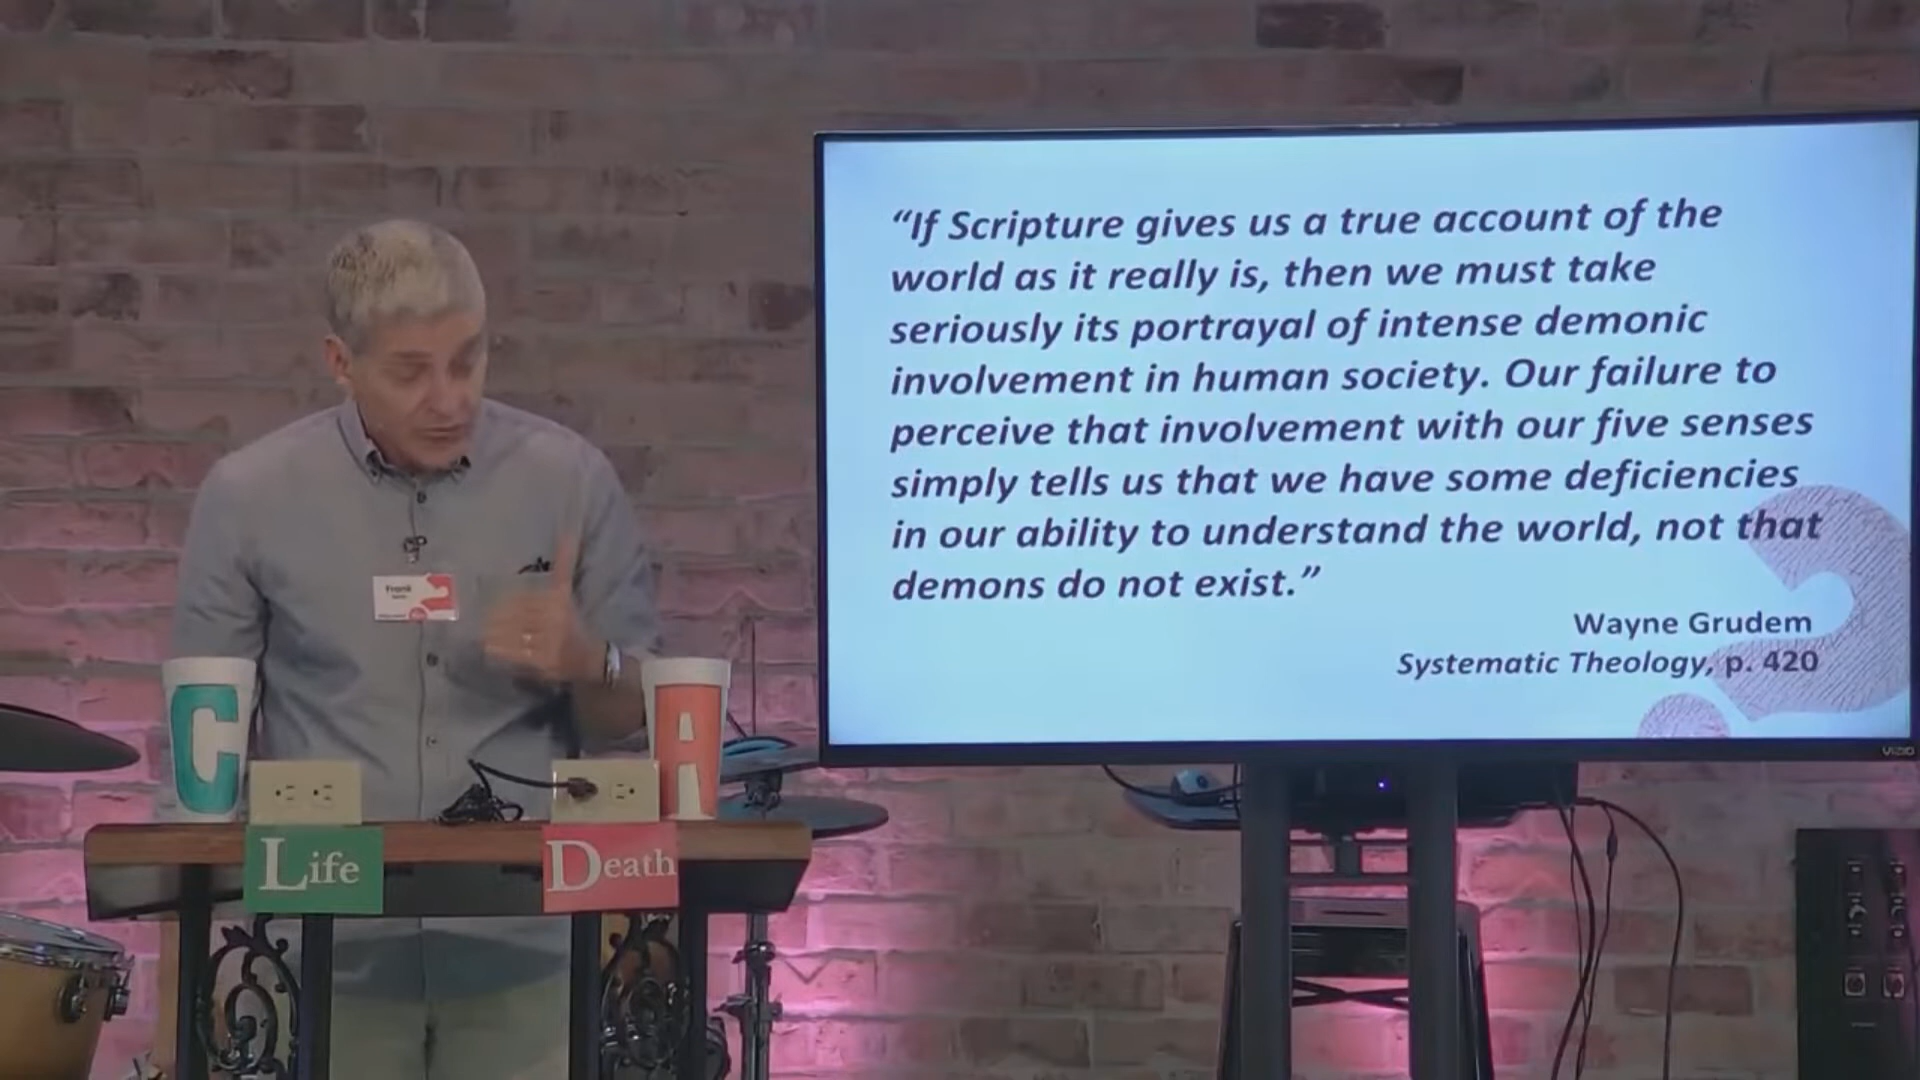 “If Scripture gives us a true account of the
world as it really is, then we must take
seriously its portrayal of intense demonic
involvement in human society. Our failure to
perceive that involvement with our five senses
simply tells us that we have some deficiencies
in our ability to understand the world, not that
demons do not exist.”
Wayne Grudem
Systematic Theology, p. 420
VIZIO
Frank
C
A
Life
Death